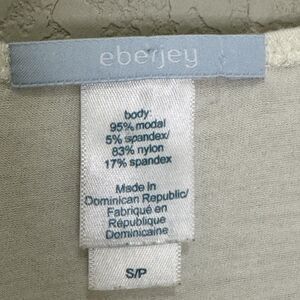 eberjey
body:
95% modal
5% spandex/
83% nylon
17% spandex
Made in
Dominican Republic/
Fabriqué en
République
Dominicaine
S/P